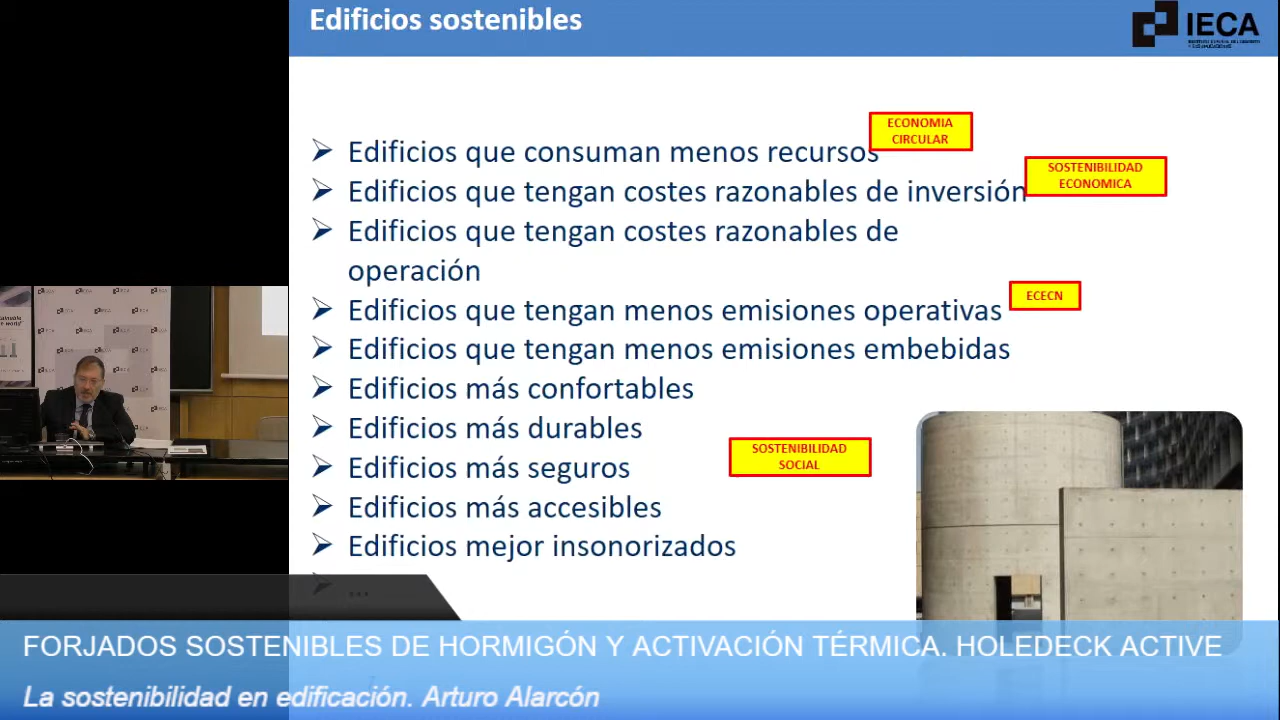 Edificios sostenibles
IECA
ECONOMIA
CIRCULAR
Edificios que consuman menos recursos
SOSTENIBILIDAD
ECONOMICA
Edificios que tengan costes razonables de inversión
Edificios que tengan costes razonables de
operación
ECECN
Edificios que tengan menos emisiones operativas
Edificios que tengan menos emisiones embebidas
Edificios más confortables
Edificios más durables
SOSTENIBILIDAD
SOCIAL
Edificios más seguros
Edificios más accesibles
Edificios mejor insonorizados
...
FORJADOS SOSTENIBLES DE HORMIGÓN Y ACTIVACIÓN TÉRMICA. HOLEDECK ACTIVE
La sostenibilidad en edificación. Arturo Alarcón